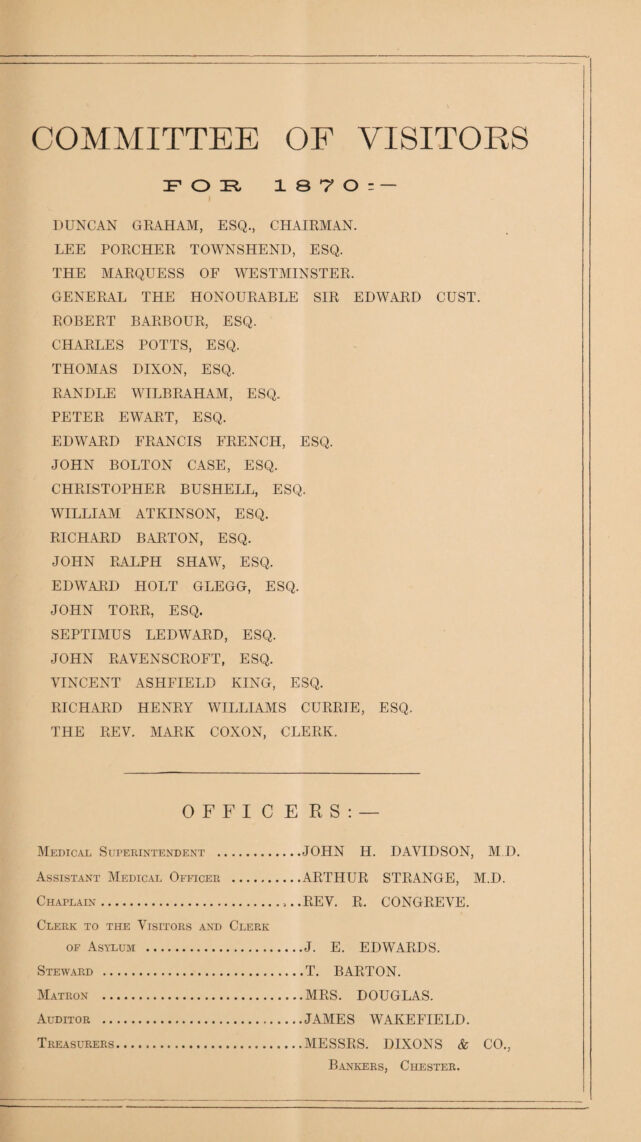 COMMITTEE OF VISITORS
FOR 1870:—
DUNCAN GRAHAM, ESQ., CHAIRMAN.
LEE PORCHER TOWNSHEND, ESQ.
THE MARQUESS OF WESTMINSTER.
GENERAL THE HONOURABLE SIR EDWARD CUST.
ROBERT BARBOUR, ESQ.
CHARLES POTTS, ESQ.
THOMAS DIXON, ESQ.
RANDLE WILBRAHAM, ESQ.
PETER EWART, ESQ.
EDWARD FRANCIS FRENCH, ESQ.
JOHN BOLTON CASE, ESQ.
CHRISTOPHER BUSHELL, ESQ.
WILLIAM ATKINSON, ESQ.
RICHARD BARTON, ESQ.
JOHN RALPH SHAW, ESQ.
EDWARD HOLT GLEGG, ESQ.
JOHN TORR, ESQ.
SEPTIMUS LEDWARD, ESQ.
JOHN RAVENSCROFT, ESQ.
VINCENT ASHFIELD KING, ESQ.
RICHARD HENRY WILLIAMS CURRIE, ESQ.
THE REV. MARK COXON, CLERK.
OFFICERS:—
MEDICAL SUPERINTENDENT ............JOHN H. DAVIDSON, M.D.
ASSISTANT MEDICAL OFFICER ..........ARTHUR STRANGE, M.D.
CHAPLAIN ............................REV. R. CONGREVE.
CLERK TO THE VISITORS AND CLERK
OF ASYLUM ......................J. E. EDWARDS.
STEWARD ............................T. BARTON.
MATRON ............................MRS. DOUGLAS.
AUDITOR ............................JAMES WAKEFIELD.
TREASURERS..........................MESSRS. DIXONS & CO.,
BANKERS, CHESTER.